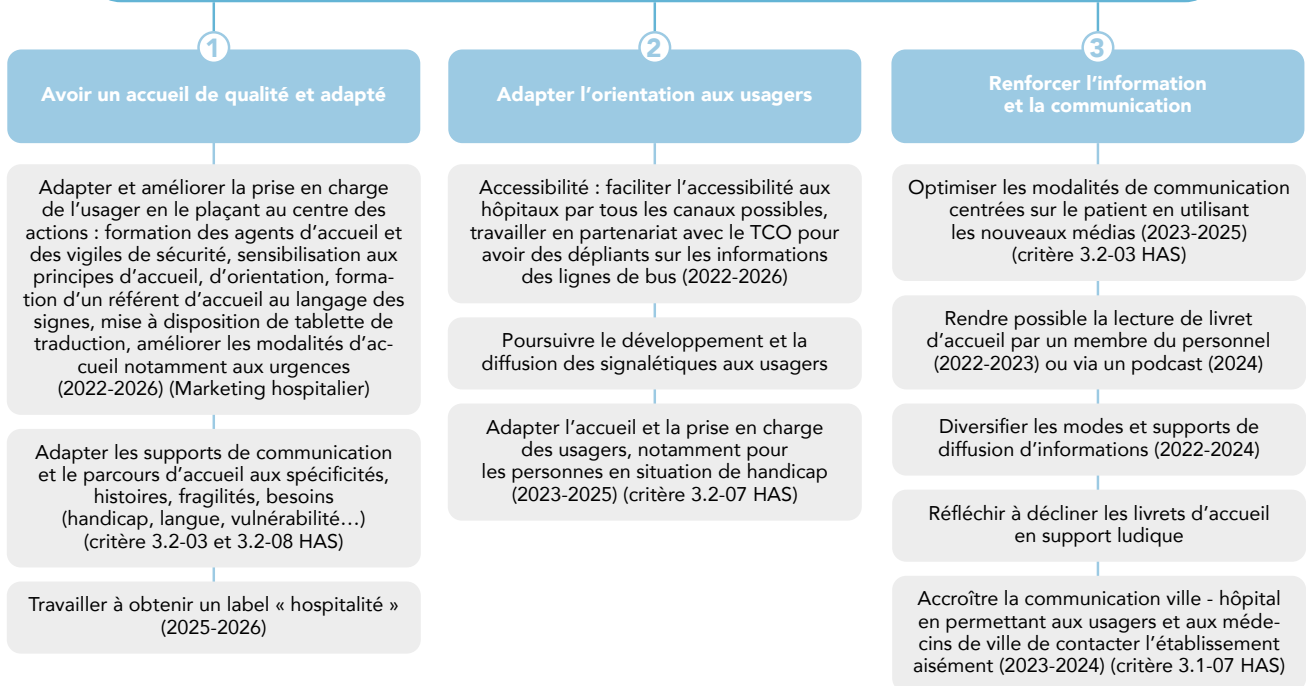 1
Avoir un accueil de qualité et adapté
Adapter et améliorer la prise en charge
de l’usager en le plaçant au centre des
actions : formation des agents d’accueil et
des vigiles de sécurité, sensibilisation aux
principes d’accueil, d’orientation, forma-
tion d’un référent d’accueil au langage des
signes, mise à disposition de tablette de
traduction, améliorer les modalités d’ac-
cueil notamment aux urgences
(2022-2026) (Marketing hospitalier)
Adapter les supports de communication
et le parcours d’accueil aux spécificités,
histoires, fragilités, besoins
(handicap, langue, vulnérabilité…)
(critère 3.2-03 et 3.2-08 HAS)
Travailler à obtenir un label « hospitalité »
(2025-2026)
2
Adapter l’orientation aux usagers
Accessibilité : faciliter l’accessibilité aux
hôpitaux par tous les canaux possibles,
travailler en partenariat avec le TCO pour
avoir des dépliants sur les informations
des lignes de bus (2022-2026)
Poursuivre le développement et la
diffusion des signalétiques aux usagers
Adapter l’accueil et la prise en charge
des usagers, notamment pour
les personnes en situation de handicap
(2023-2025) (critère 3.2-07 HAS)
3
Renforcer l’information
et la communication
Optimiser les modalités de communication
centrées sur le patient en utilisant
les nouveaux médias (2023-2025)
(critère 3.2-03 HAS)
Rendre possible la lecture de livret
d’accueil par un membre du personnel
(2022-2023) ou via un podcast (2024)
Diversifier les modes et supports de
diffusion d’informations (2022-2024)
Réfléchir à décliner les livrets d’accueil
en support ludique
Accroître la communication ville - hôpital
en permettant aux usagers et aux méde-
cins de ville de contacter l’établissement
aisément (2023-2024) (critère 3.1-07 HAS)